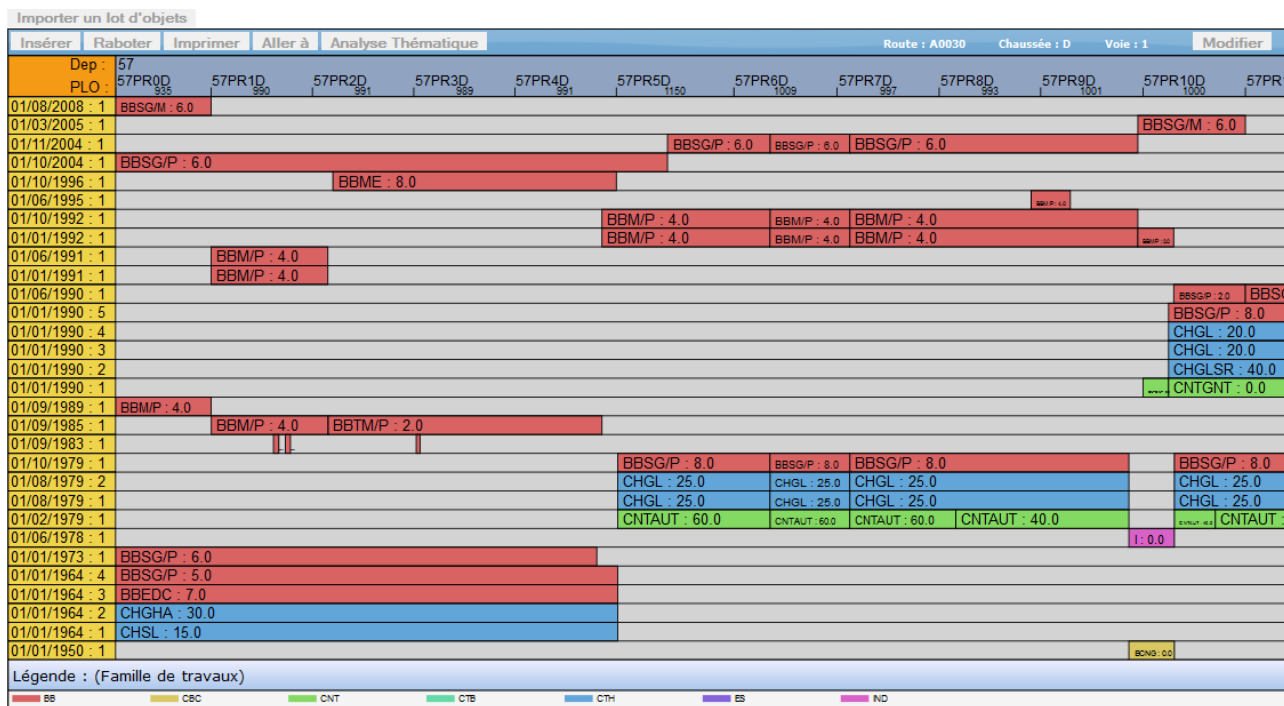 Importer un lot d'objets
Insérer Raboter Imprimer Aller à Analyse Thématique Route : A0030 Chaussée : D Voie : 1 Modifier
Dep : 57
PLO : 57PR0D 57PR1D 57PR2D 57PR3D 57PR4D 57PR5D 57PR6D 57PR7D 57PR8D 57PR9D 57PR10D 57PR
935 990 991 989 991 1150 1009 997 993 1001 1000
01/08/2008 : 1 BBSG/M : 6.0
01/03/2005 : 1 BBSG/M : 6.0
01/11/2004 : 1 BBSG/P : 6.0 BBSG/P : 6.0 BBSG/P : 6.0
01/10/2004 : 1 BBSG/P : 6.0
01/10/1996 : 1 BBME : 8.0
01/06/1995 : 1 BBM/P : 4.0
01/10/1992 : 1 BBM/P : 4.0 BBM/P : 4.0 BBM/P : 4.0
01/01/1992 : 1 BBM/P : 4.0 BBM/P : 4.0 BBM/P : 4.0
01/06/1991 : 1 BBM/P : 4.0
01/01/1991 : 1 BBM/P : 4.0
01/06/1990 : 1 BBSG/P : 2.0 BBSG
01/01/1990 : 5 BBSG/P : 8.0
01/01/1990 : 4 CHGL : 20.0
01/01/1990 : 3 CHGL : 20.0
01/01/1990 : 2 CHGLSR : 40.0
01/01/1990 : 1 CNTGNT : 0.0
01/09/1989 : 1 BBM/P : 4.0
01/09/1985 : 1 BBM/P : 4.0 BBTM/P : 2.0
01/09/1983 : 1
01/10/1979 : 1 BBSG/P : 8.0 BBSG/P : 8.0 BBSG/P : 8.0 BBSG/P : 8.0
01/08/1979 : 2 CHGL : 25.0 CHGL : 25.0 CHGL : 25.0 CHGL : 25.0
01/08/1979 : 1 CHGL : 25.0 CHGL : 25.0 CHGL : 25.0 CHGL : 25.0
01/02/1979 : 1 CNTAUT : 60.0 CNTAUT : 60.0 CNTAUT : 60.0 CNTAUT : 40.0 CNTAUT :
01/06/1978 : 1 I : 0.0
01/01/1973 : 1 BBSG/P : 6.0
01/01/1964 : 4 BBSG/P : 5.0
01/01/1964 : 3 BBEDC : 7.0
01/01/1964 : 2 CHGHA : 30.0
01/01/1964 : 1 CHSL : 15.0
01/01/1950 : 1 BCNG : 0.0
Légende : (Famille de travaux)
BB CBC CNT CTB CTH ES IND